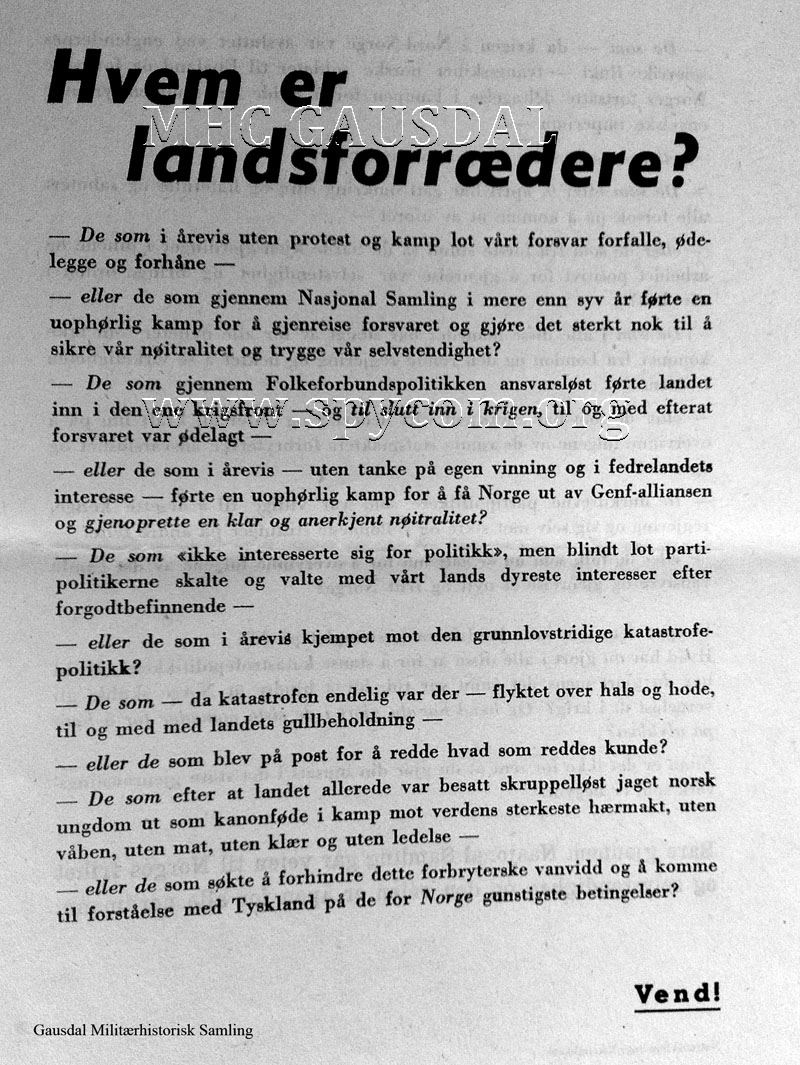 Hvem er
MHC GAUSDAL
landsforrædere?
— De som i årevis uten protest og kamp lot vårt forsvar forfalle, øde-
legge og forhåne —
— eller de som gjennem Nasjonal Samling i mere enn syv år førte en
uophørlig kamp for å gjenreise forsvaret og gjøre det sterkt nok til å
sikre vår nøitralitet og trygge vår selvstendighet?
— De som gjennem Folkeforbundspolitikken ansvarsløst førte landet
inn i den ene krigsfront — og til slutt inn i krigen, til og med efterat
www.spycom.org
forsvaret var ødelagt —
— eller de som i årevis — uten tanke på egen vinning og i fedrelandets
interesse — førte en uophørlig kamp for å få Norge ut av Genf-alliansen
og gjenoprette en klar og anerkjent nøitralitet?
— De som «ikke interesserte sig for politikk», men blindt lot parti-
politikerne skalte og valte med vårt lands dyreste interesser efter
forgodtbefinnende —
— eller de som i årevis kjempet mot den grunnlovstridige katastrofe-
politikk?
— De som — da katastrofen endelig var der — flyktet over hals og hode,
til og med med landets gullbeholdning —
— eller de som blev på post for å redde hvad som reddes kunde?
— De som efter at landet allerede var besatt skruppelløst jaget norsk
ungdom ut som kanonføde i kamp mot verdens sterkeste hærmakt, uten
våben, uten mat, uten klær og uten ledelse —
— eller de som søkte å forhindre dette forbryterske vanvidd og å komme
til forståelse med Tyskland på de for Norge gunstigste betingelser?
Vend!
Gausdal Militærhistorisk Samling